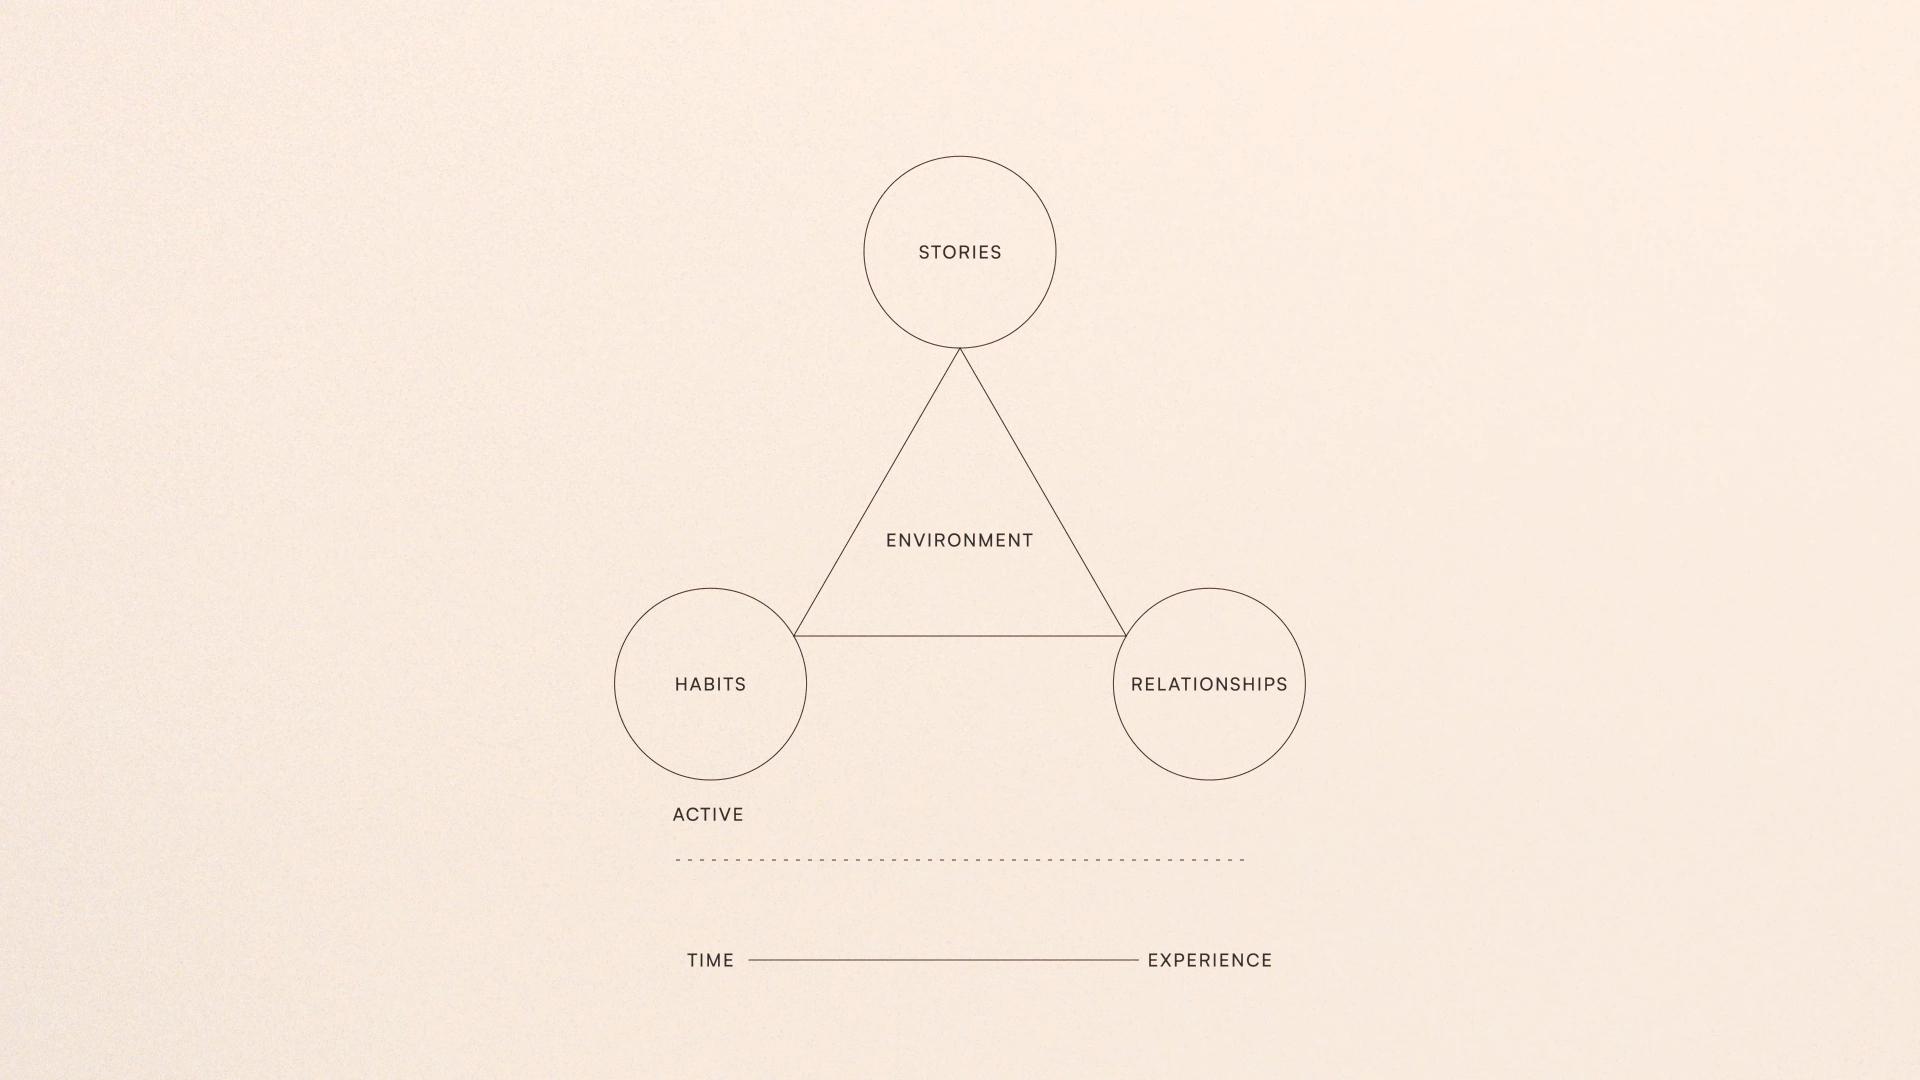 STORIES
ENVIRONMENT
HABITS
RELATIONSHIPS
ACTIVE
TIME
EXPERIENCE